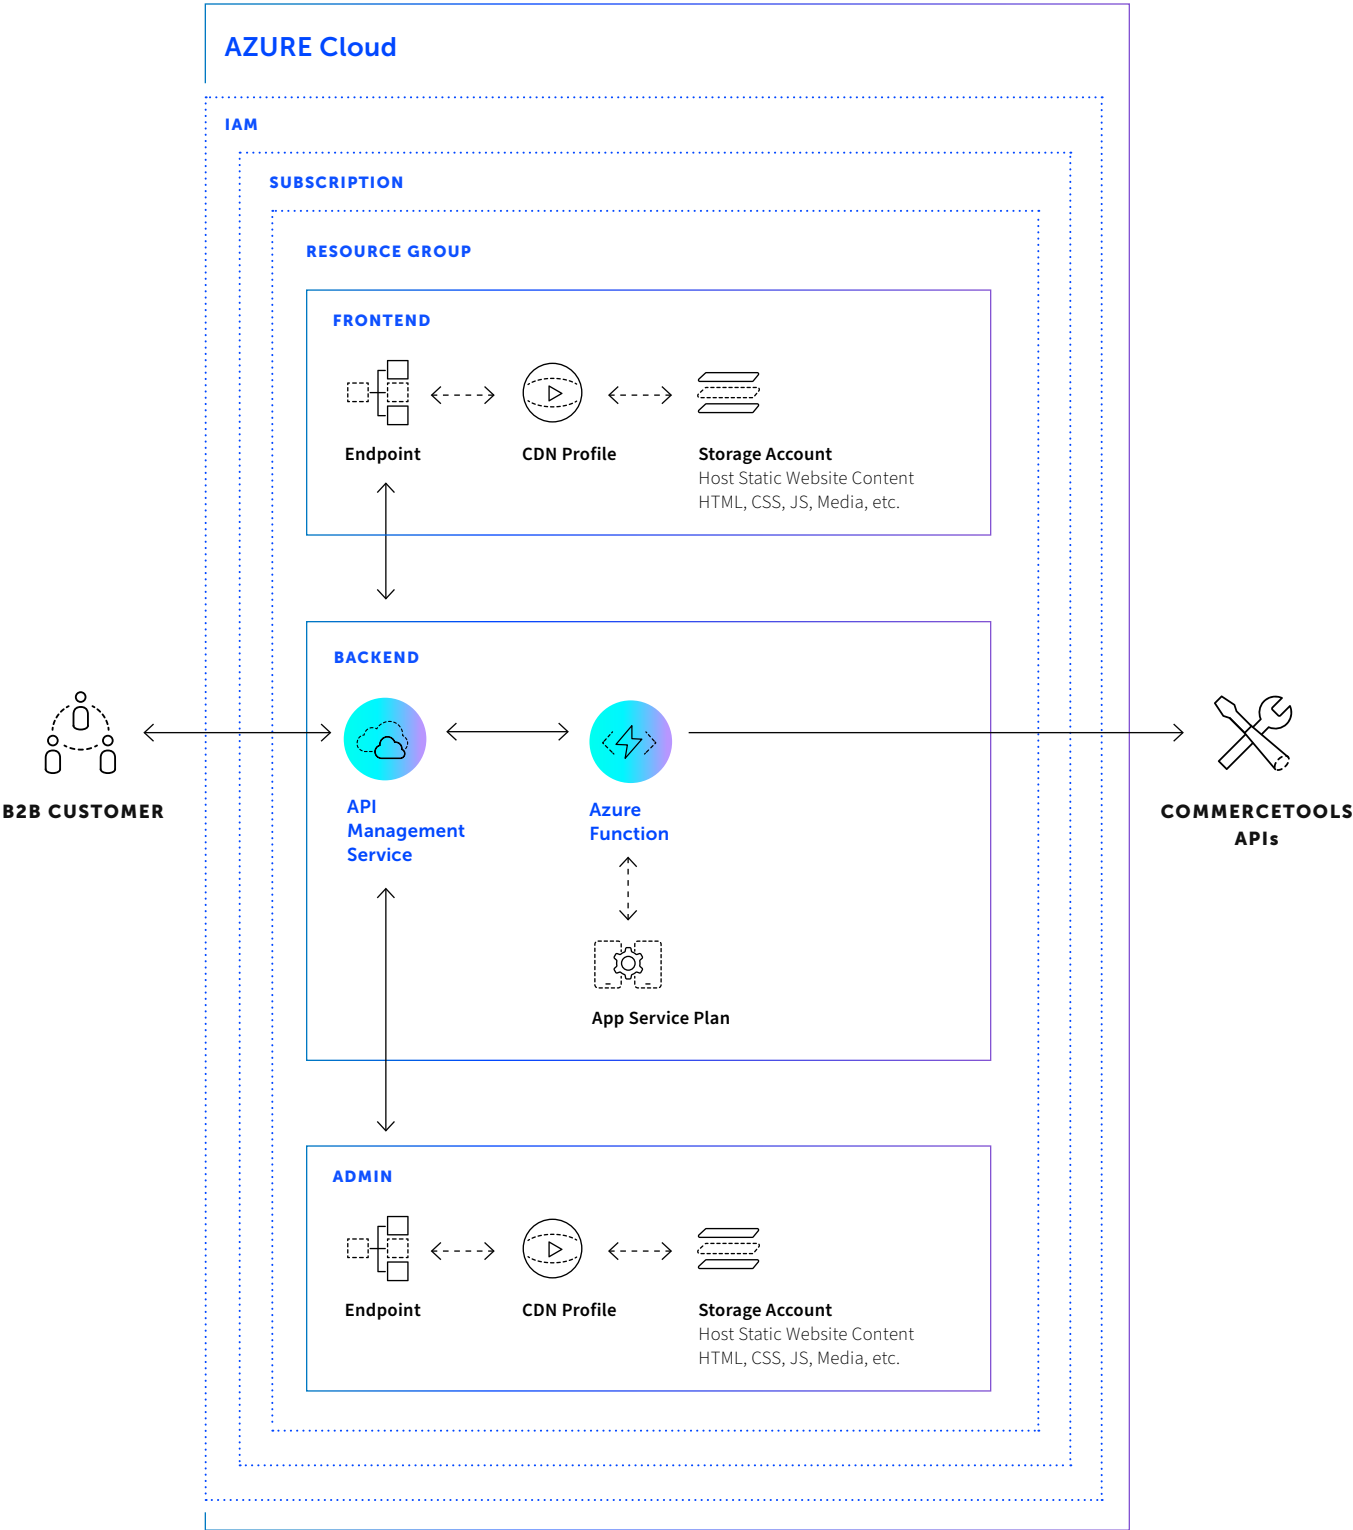 AZURE Cloud
IAM
SUBSCRIPTION
RESOURCE GROUP
FRONTEND
Endpoint
CDN Profile
Storage Account
Host Static Website Content
HTML, CSS, JS, Media, etc.
BACKEND
B2B CUSTOMER
API
Management
Service
Azure
Function
COMMERCETOOLS
APIs
App Service Plan
ADMIN
Endpoint
CDN Profile
Storage Account
Host Static Website Content
HTML, CSS, JS, Media, etc.